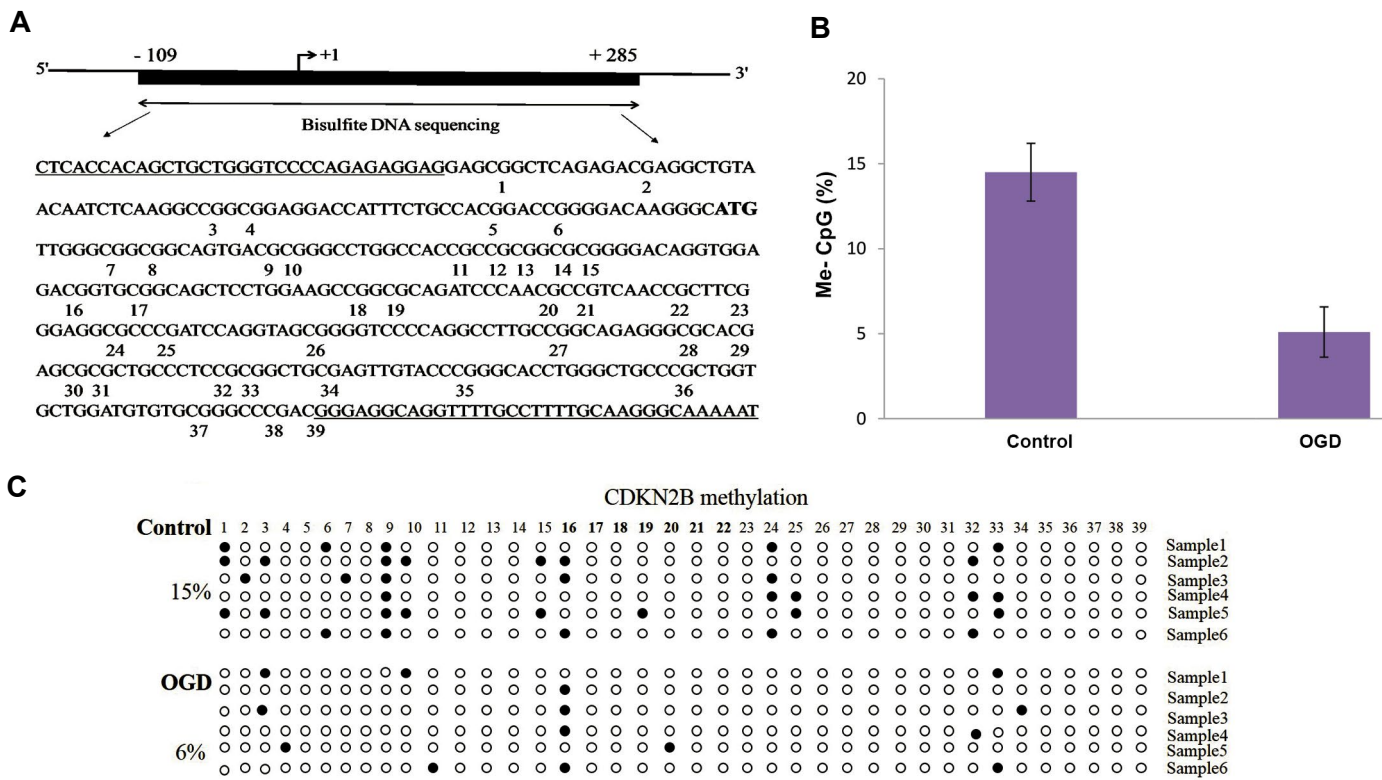 A
5'
- 109
+1
+ 285
3'
Bisulfite DNA sequencing
CTCACCACAGCTGCTGGGTCCCCAGAGAGGAGGAGCGGCTCAGAGACGAGGCTGTA
1 2
ACAATCTCAAGGCCGGCGGAGGACCATTTCTGCCACGGACCGGGGACAAGGGCATG
3 4 5 6
TTGGGCGGCGGCAGTGACGCGGGCCTGGCCACCGCCGCGGCGCGGGGACAGGTGGA
7 8 9 10 11 12 13 14 15
GACGGTGCGGCAGCTCCTGGAAGCCGGCGCAGATCCCAACGCCGTCAACCGCTTCG
16 17 18 19 20 21 22 23
GGAGGCGCCCGATCCAGGTAGCGGGGTCCCCAGGCCTTGCCGGCAGAGGGCGCACG
24 25 26 27 28 29
AGCGCGCTGCCCTCCGCGGCTGCGAGTTGTACCCGGGCACCTGGGCTGCCCGCTGGT
30 31 32 33 34 35 36
GCTGGATGTGTGCGGGCCCGACGGGAGGCAGGTTTTGCCTTTTGCAAGGGCAAAAAT
37 38 39
B
Me- CpG (%)
20
15
10
5
0
Control OGD
C
CDKN2B methylation
Control 1 2 3 4 5 6 7 8 9 10 11 12 13 14 15 16 17 18 19 20 21 22 23 24 25 26 27 28 29 30 31 32 33 34 35 36 37 38 39
Sample1
Sample2
Sample3
15% Sample4
Sample5
Sample6
OGD Sample1
Sample2
Sample3
Sample4
6% Sample5
Sample6